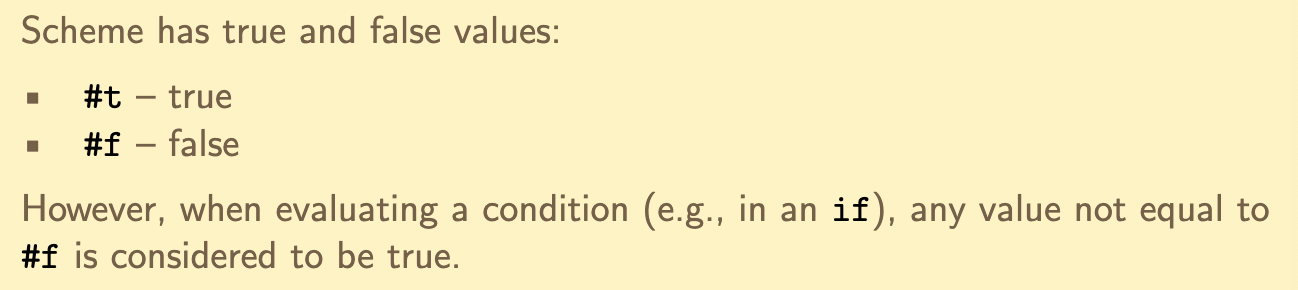 Scheme has true and false values:
▪ #t – true
▪ #f – false
However, when evaluating a condition (e.g., in an if), any value not equal to
#f is considered to be true.